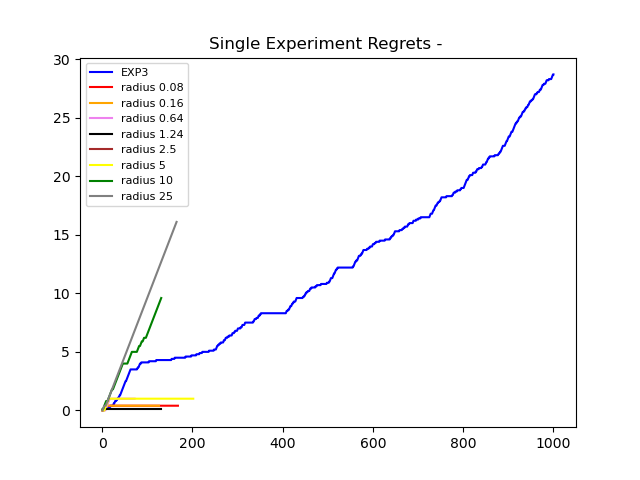 Single Experiment Regrets -
30
25
20
15
10
5
0
EXP3
radius 0.08
radius 0.16
radius 0.64
radius 1.24
radius 2.5
radius 5
radius 10
radius 25
0 200 400 600 800 1000